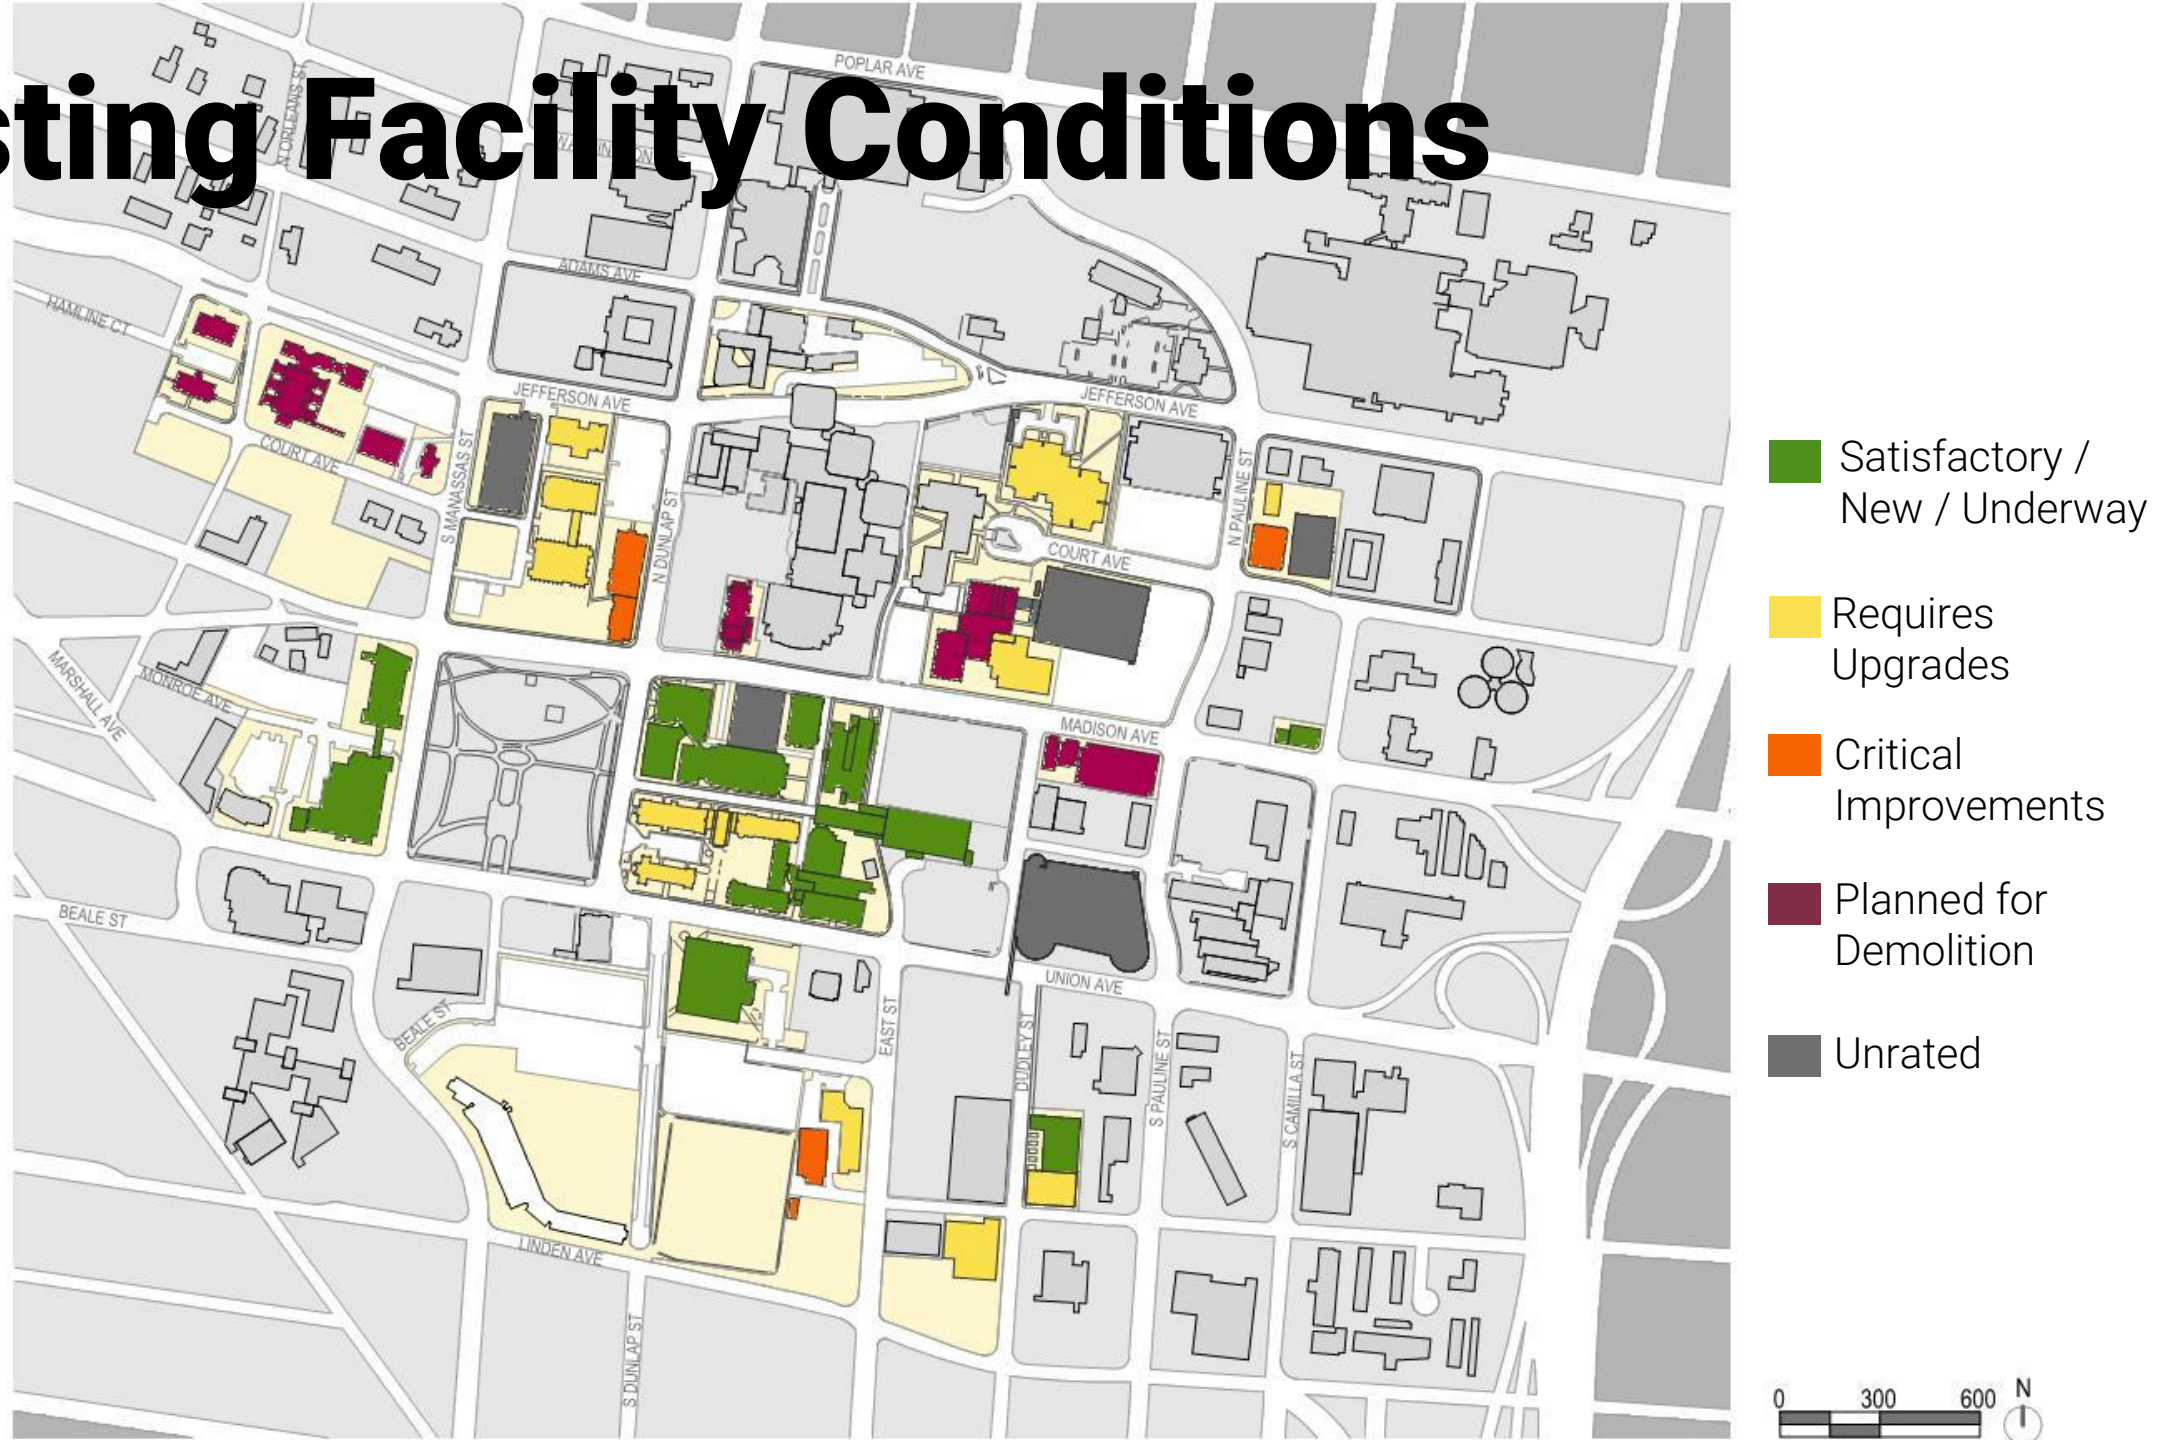 sting Facility Conditions
POPLAR AVE
N ORLEANS ST
WASHINGTON
ADAMS AVE
HAMLINE CT
JEFFERSON AVE
JEFFERSON AVE
COURT AVE
S MANASSAS ST
N DUNLAP ST
N PAULINE ST
COURT AVE
MARSHALL AVE
MONROE AVE
MADISON AVE
BEALE ST
UNION AVE
BEALE ST
EAST ST
DUDLEY ST
S PAULINE ST
S CAMILLA ST
LINDEN AVE
S DUNLAP ST
Satisfactory /
New / Underway
Requires
Upgrades
Critical
Improvements
Planned for
Demolition
Unrated
0 300 600 N